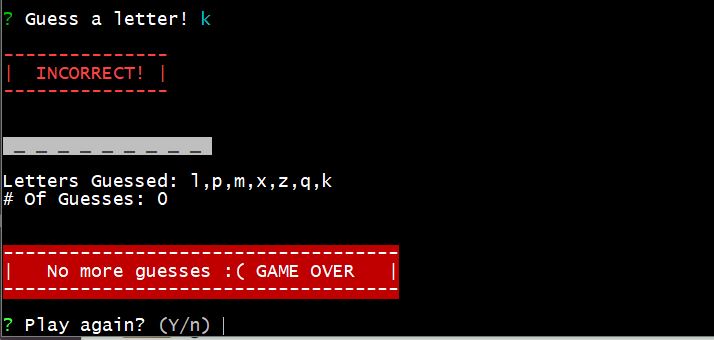 ? Guess a letter! k
---------------
|  INCORRECT! |
---------------
_ _ _ _ _ _ _ _ _
Letters Guessed: l,p,m,x,z,q,k
# Of Guesses: 0
------------------------------------
|   No more guesses :( GAME OVER   |
------------------------------------
? Play again? (Y/n)